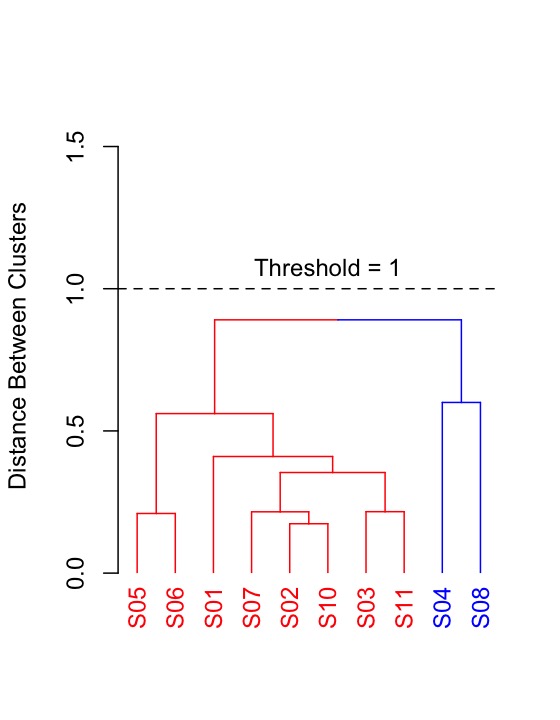 Distance Between Clusters
1.5
1.0
0.5
0.0
Threshold = 1
S05
S06
S01
S07
S02
S10
S03
S11
S04
S08